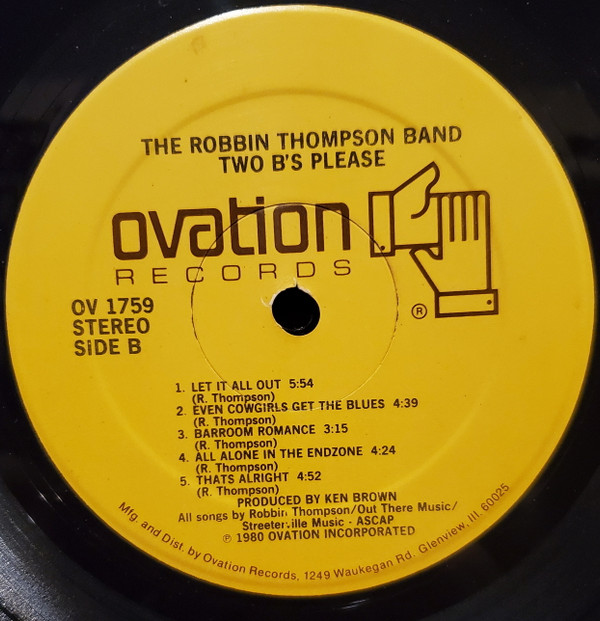 THE ROBBIN THOMPSON BAND
TWO B'S PLEASE
ovation
RECORDS
®
OV 1759
STEREO
SIDE B
1. LET IT ALL OUT 5:54
(R. Thompson)
2. EVEN COWGIRLS GET THE BLUES 4:39
(R. Thompson)
3. BARROOM ROMANCE 3:15
(R. Thompson)
4. ALL ALONE IN THE ENDZONE 4:24
(R. Thompson)
5. THATS ALRIGHT 4:52
(R. Thompson)
PRODUCED BY KEN BROWN
All songs by Robbin Thompson/Out There Music/
Streeterville Music - ASCAP
℗ 1980 OVATION INCORPORATED
Mfg. and Dist. by Ovation Records, 1249 Waukegan Rd. Glenview, Ill. 60025